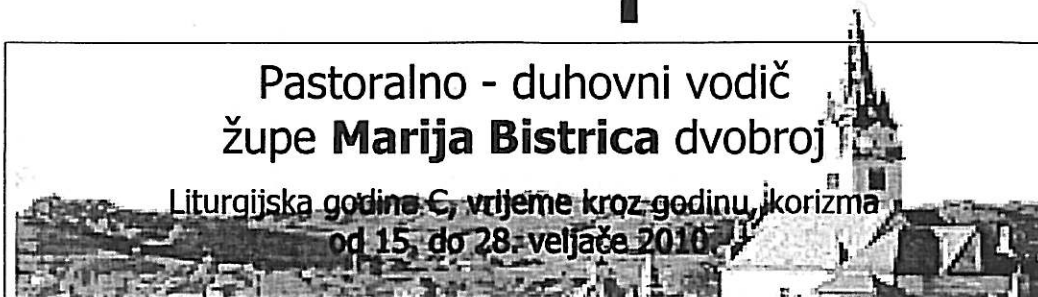 Pastoralno - duhovni vodič
župe Marija Bistrica dvobroj
Liturgijska godina C, vrijeme kroz godinu, korizma
od 15. do 28. veljače 2010.